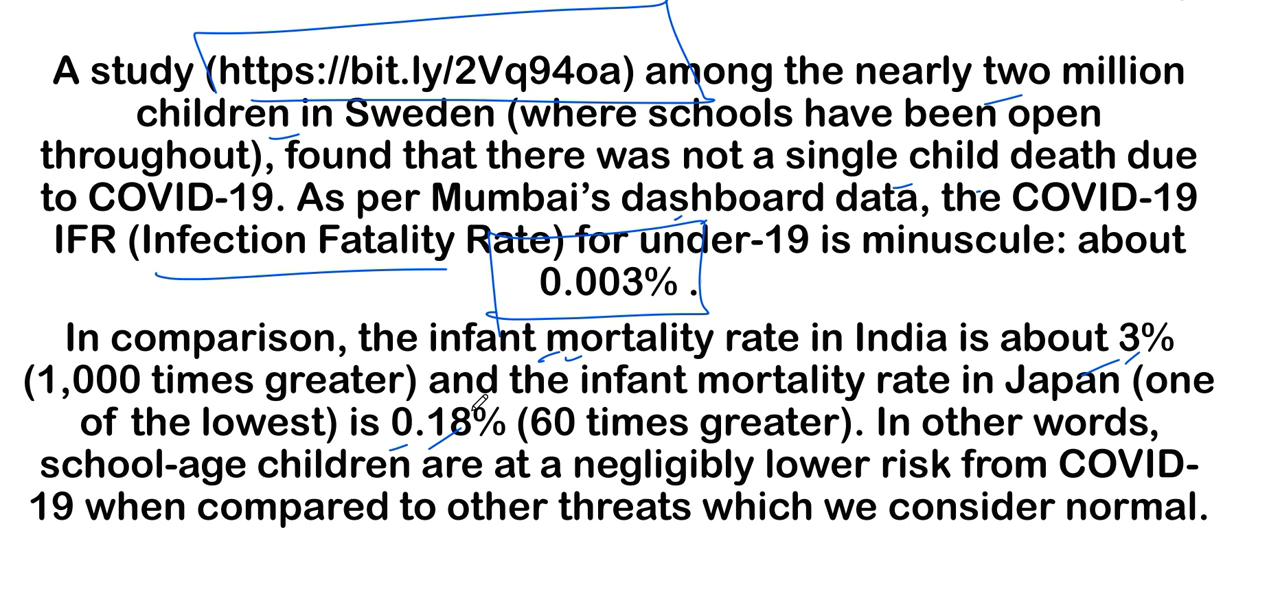 A study (https://bit.ly/2Vq94oa) among the nearly two million
children in Sweden (where schools have been open
throughout), found that there was not a single child death due
to COVID-19. As per Mumbai’s dashboard data, the COVID-19
IFR (Infection Fatality Rate) for under-19 is minuscule: about
0.003% .
In comparison, the infant mortality rate in India is about 3%
(1,000 times greater) and the infant mortality rate in Japan (one
of the lowest) is 0.18% (60 times greater). In other words,
school-age children are at a negligibly lower risk from COVID-
19 when compared to other threats which we consider normal.